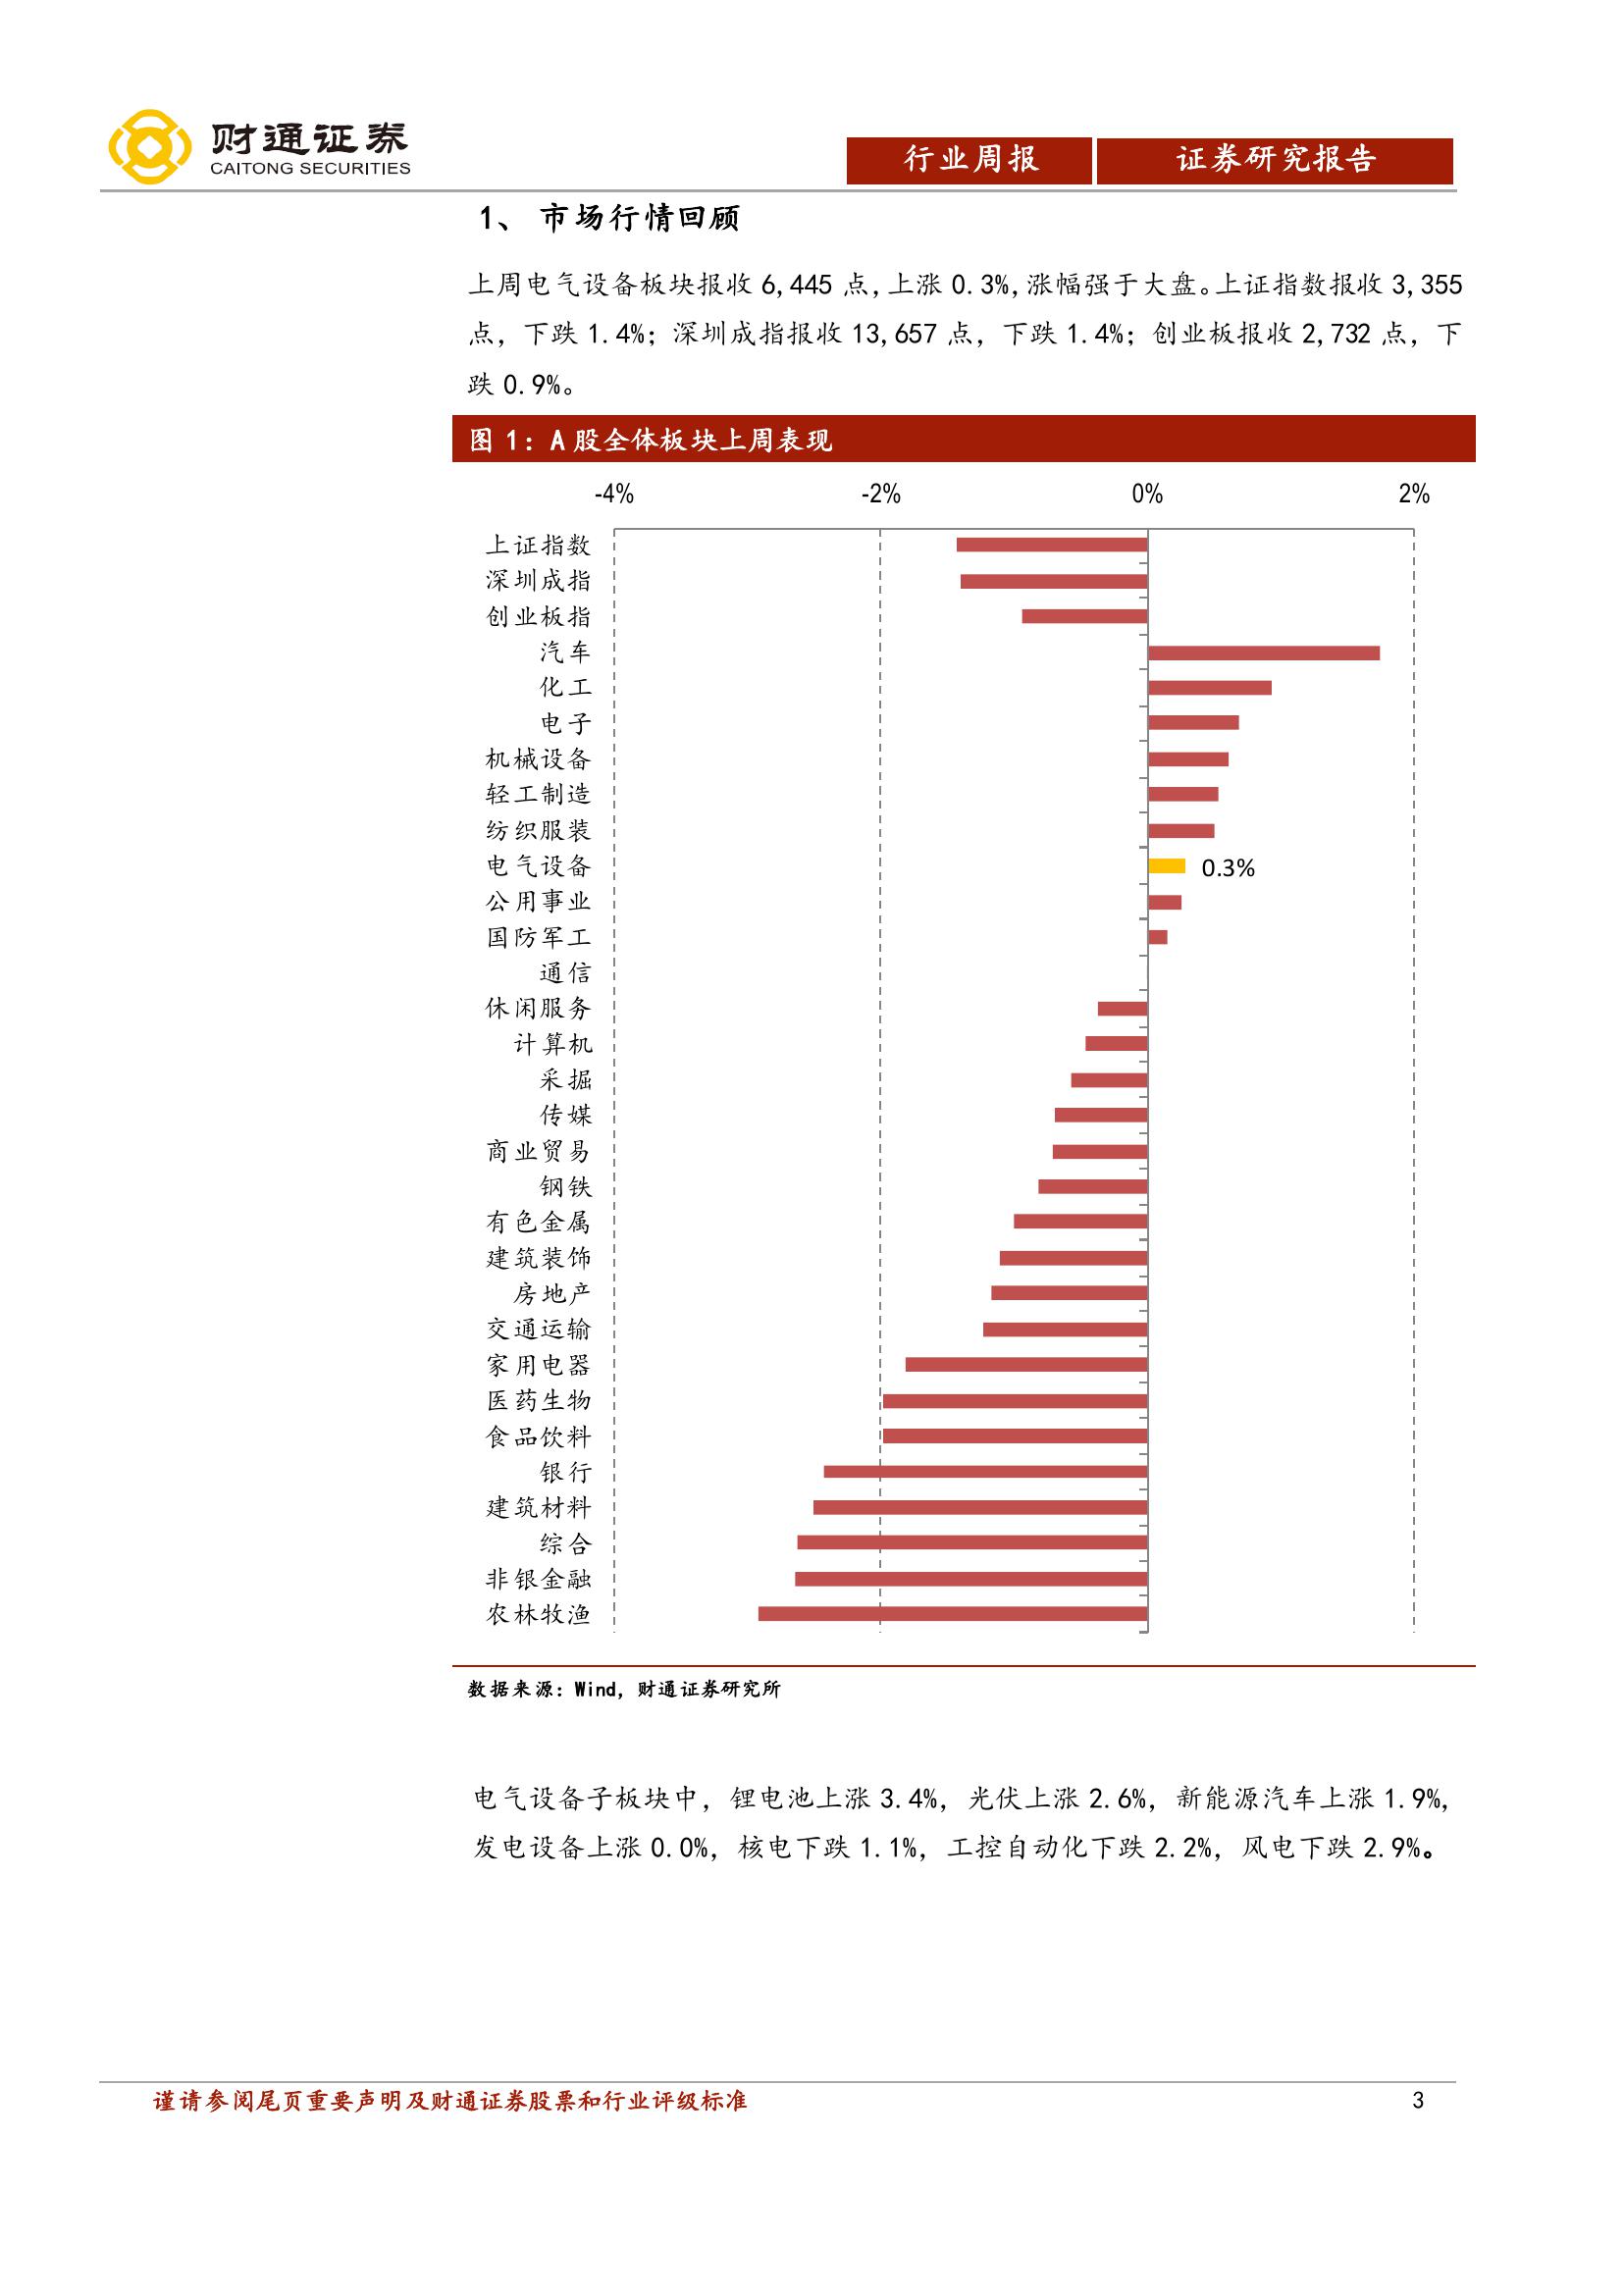 财通证券
CAITONG SECURITIES
行业周报 证券研究报告
1、 市场行情回顾
上周电气设备板块报收 6,445 点,上涨 0.3%,涨幅强于大盘。上证指数报收 3,355
点, 下跌 1.4%; 深圳成指报收 13,657 点, 下跌 1.4%; 创业板报收 2,732 点, 下
跌 0.9%。
图 1: A 股全体板块上周表现
-4% -2% 0% 2%
上证指数
深圳成指
创业板指
汽车
化工
电子
机械设备
轻工制造
纺织服装
电气设备 0.3%
公用事业
国防军工
通信
休闲服务
计算机
采掘
传媒
商业贸易
钢铁
有色金属
建筑装饰
房地产
交通运输
家用电器
医药生物
食品饮料
银行
建筑材料
综合
非银金融
农林牧渔
数据来源: Wind, 财通证券研究所
电气设备子板块中, 锂电池上涨 3.4%, 光伏上涨 2.6%, 新能源汽车上涨 1.9%,
发电设备上涨 0.0%, 核电下跌 1.1%, 工控自动化下跌 2.2%, 风电下跌 2.9%。
谨请参阅尾页重要声明及财通证券股票和行业评级标准 3